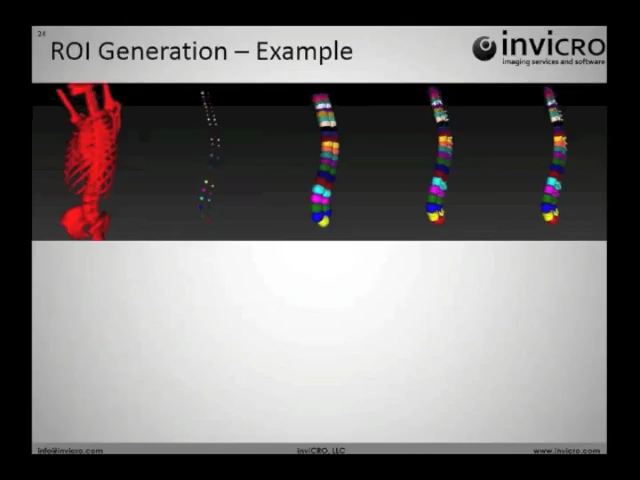 24
ROI Generation – Example
invicro
imaging services and software
info@invicro.com
inviCRO, LLC
www.invicro.com